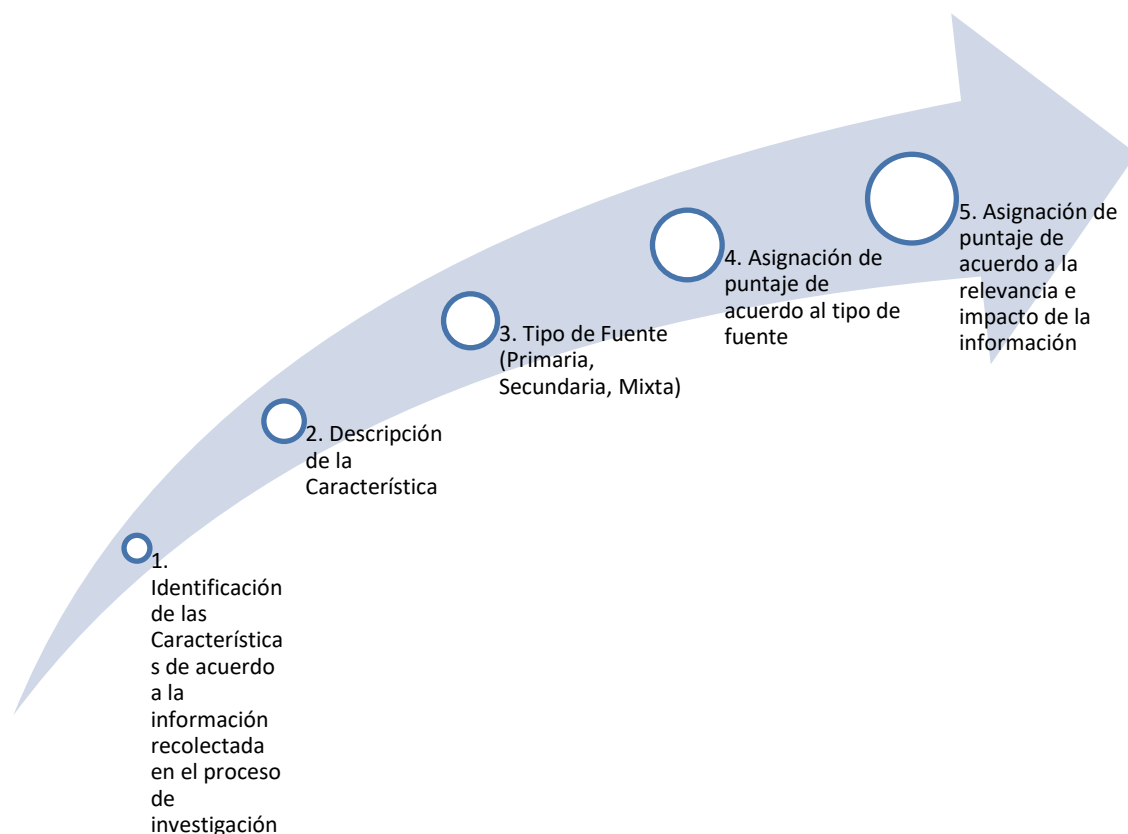 1.
Identificación
de las
Característica
s de acuerdo
a la
información
recolectada
en el proceso
de
investigación
2. Descripción
de la
Característica
3. Tipo de Fuente
(Primaria,
Secundaria, Mixta)
4. Asignación de
puntaje de
acuerdo al tipo de
fuente
5. Asignación de
puntaje de
acuerdo a la
relevancia e
impacto de la
información